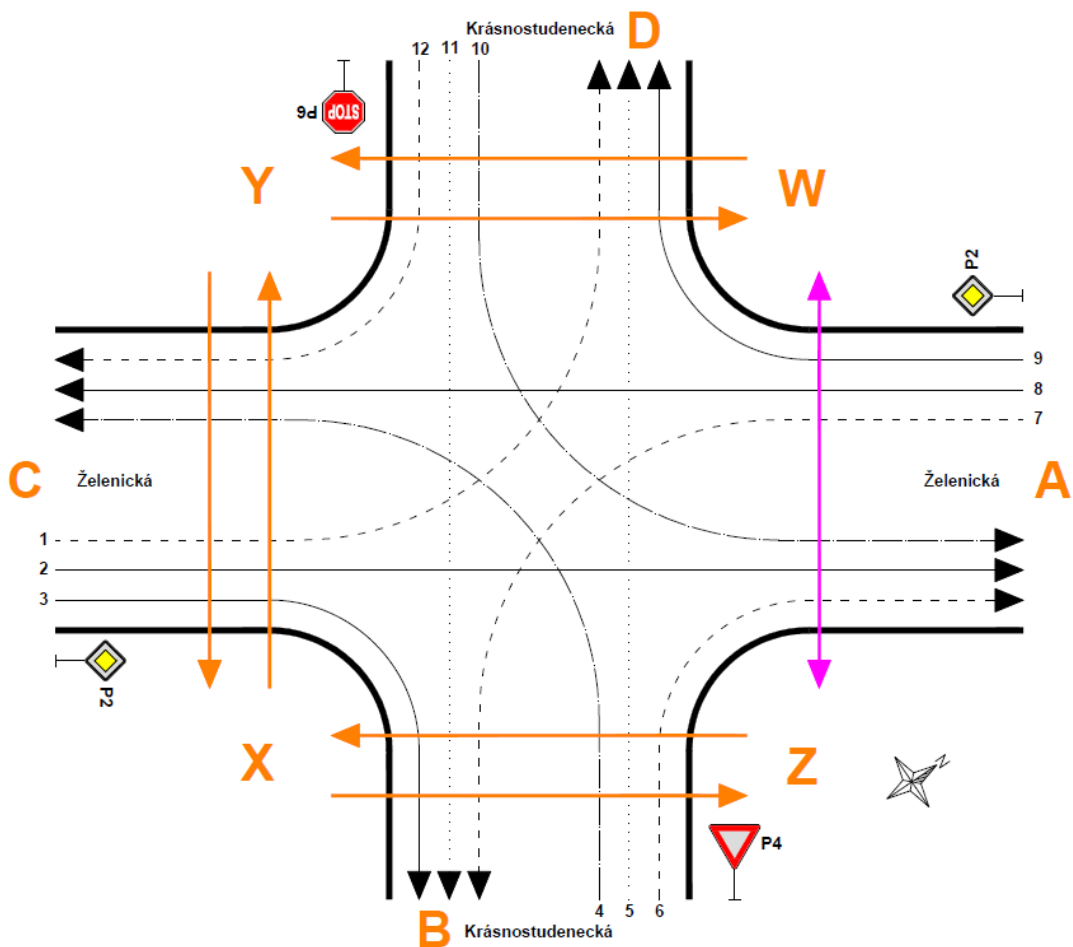 Krásnostudenecká D
12 11 10
P6 STOP
Y W
P2
9
8
7
C Želenická
Želenická A
1
2
3
P2
X Z
N
P4
4 5 6
B Krásnostudenecká